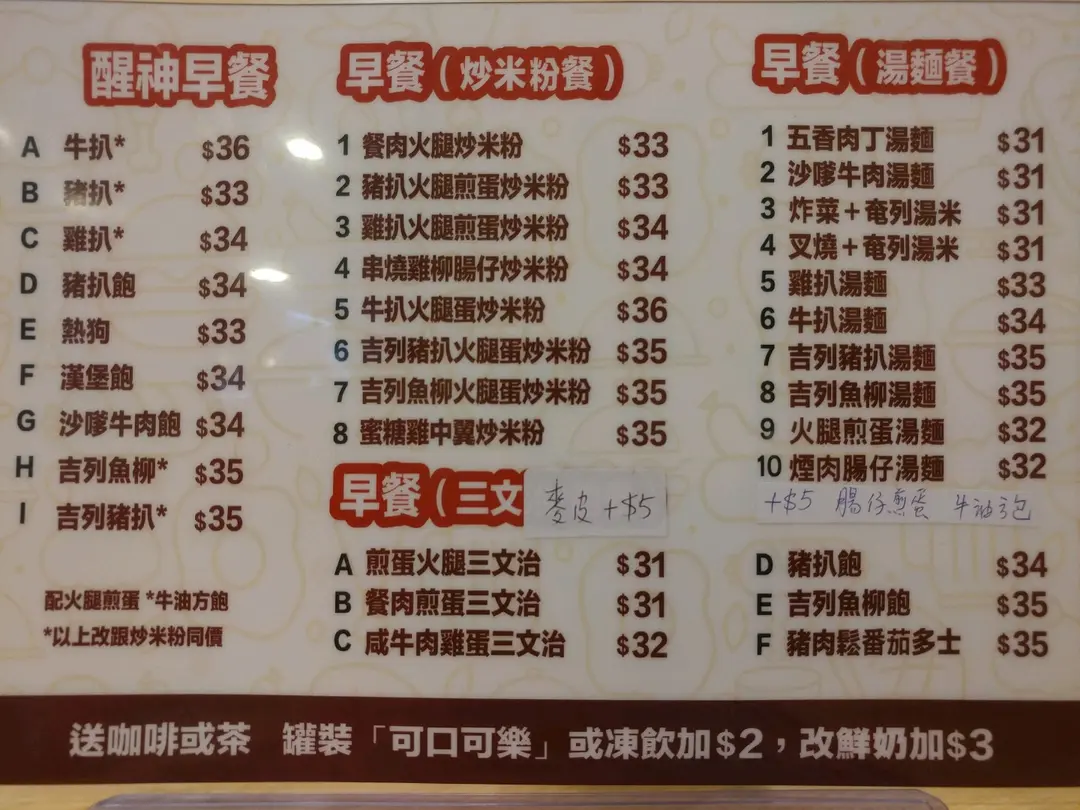 醒神早餐
A 牛扒* $36
B 豬扒* $33
C 雞扒* $34
D 豬扒飽 $34
E 熱狗 $33
F 漢堡飽 $34
G 沙嗲牛肉飽 $34
H 吉列魚柳* $35
I 吉列豬扒* $35
配火腿煎蛋 *牛油方飽
*以上改跟炒米粉同價
早餐(炒米粉餐)
1 餐肉火腿炒米粉 $33
2 豬扒火腿煎蛋炒米粉 $33
3 雞扒火腿煎蛋炒米粉 $34
4 串燒雞柳腸仔炒米粉 $34
5 牛扒火腿蛋炒米粉 $36
6 吉列豬扒火腿蛋炒米粉 $35
7 吉列魚柳火腿蛋炒米粉 $35
8 蜜糖雞中翼炒米粉 $35
早餐(三文
麥皮 +$5
A 煎蛋火腿三文治 $31
B 餐肉煎蛋三文治 $31
C 咸牛肉雞蛋三文治 $32
早餐(湯麵餐)
1 五香肉丁湯麵 $31
2 沙嗲牛肉湯麵 $31
3 炸菜+奄列湯米 $31
4 叉燒+奄列湯米 $31
5 雞扒湯麵 $33
6 牛扒湯麵 $34
7 吉列豬扒湯麵 $35
8 吉列魚柳湯麵 $35
9 火腿煎蛋湯麵 $32
10 煙肉腸仔湯麵 $32
+$5 腸仔煎蛋 牛油包
D 豬扒飽 $34
E 吉列魚柳飽 $35
F 豬肉鬆番茄多士 $35
送咖啡或茶 罐裝「可口可樂」或凍飲加$2，改鮮奶加$3